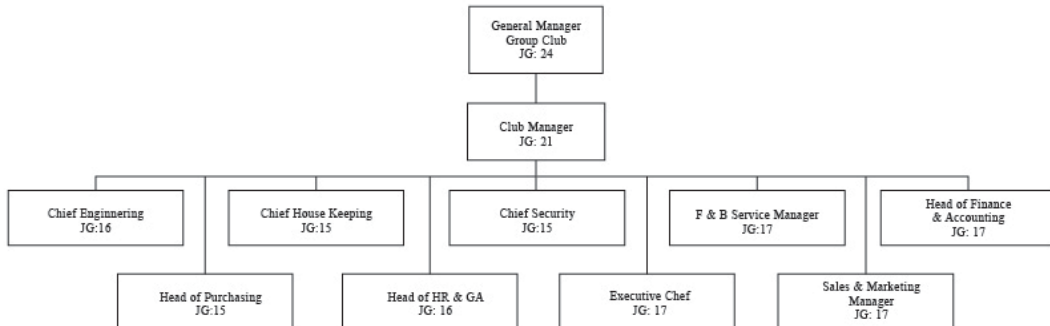 General Manager
Group Club
JG: 24
Club Manager
JG: 21
Chief Enginnering
JG:16
Chief House Keeping
JG:15
Chief Security
JG:15
F & B Service Manager
JG:17
Head of Finance
& Accounting
JG: 17
Head of Purchasing
JG:15
Head of HR & GA
JG: 16
Executive Chef
JG: 17
Sales & Marketing
Manager
JG: 17